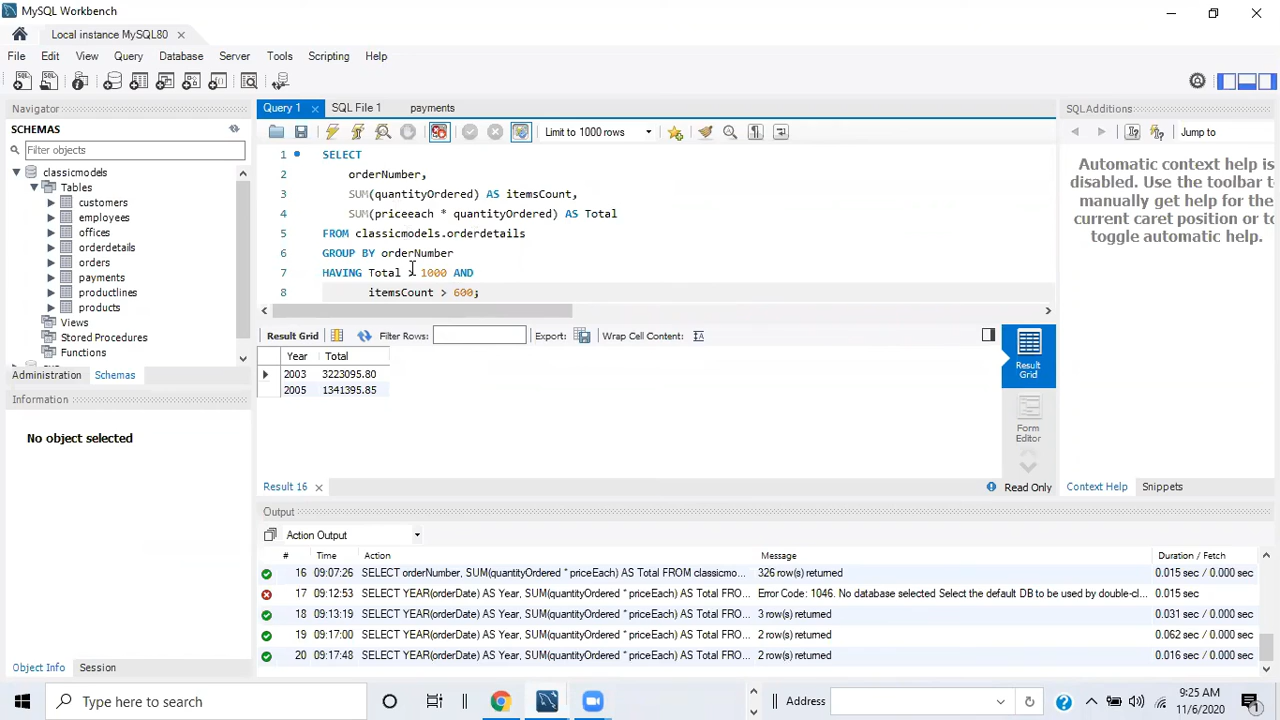 MySQL Workbench
Local instance MySQL80
File Edit View Query Database Server Tools Scripting Help
Navigator
SCHEMAS
Filter objects
classicmodels
Tables
customers
employees
offices
orderdetails
orders
payments
productlines
products
Views
Stored Procedures
Functions
Administration Schemas
Information
No object selected
Object Info Session
Query 1 SQL File 1 payments
Limit to 1000 rows
1 SELECT
2 orderNumber,
3 SUM(quantityOrdered) AS itemsCount,
4 SUM(priceeach * quantityOrdered) AS Total
5 FROM classicmodels.orderdetails
6 GROUP BY orderNumber
7 HAVING Total > 1000 AND
8 itemsCount > 600;
Result Grid Filter Rows: Export: Wrap Cell Content:
Year Total
2003 3223095.80
2005 1341395.85
Result Grid
Form Editor
Result 16
Read Only
SQLAdditions
Jump to
Automatic context help is
disabled. Use the toolbar to
manually get help for the
current caret position or to
toggle automatic help.
Context Help Snippets
Output
Action Output
# Time Action Message Duration / Fetch
16 09:07:26 SELECT orderNumber, SUM(quantityOrdered * priceEach) AS Total FROM classicmo... 326 row(s) returned 0.015 sec / 0.000 sec
17 09:12:53 SELECT YEAR(orderDate) AS Year, SUM(quantityOrdered * priceEach) AS Total FRO... Error Code: 1046. No database selected Select the default DB to be used by double-cl... 0.015 sec
18 09:13:19 SELECT YEAR(orderDate) AS Year, SUM(quantityOrdered * priceEach) AS Total FRO... 3 row(s) returned 0.031 sec / 0.000 sec
19 09:17:00 SELECT YEAR(orderDate) AS Year, SUM(quantityOrdered * priceEach) AS Total FRO... 2 row(s) returned 0.062 sec / 0.000 sec
20 09:17:48 SELECT YEAR(orderDate) AS Year, SUM(quantityOrdered * priceEach) AS Total FRO... 2 row(s) returned 0.016 sec / 0.000 sec
Type here to search
Address
9:25 AM
11/6/2020